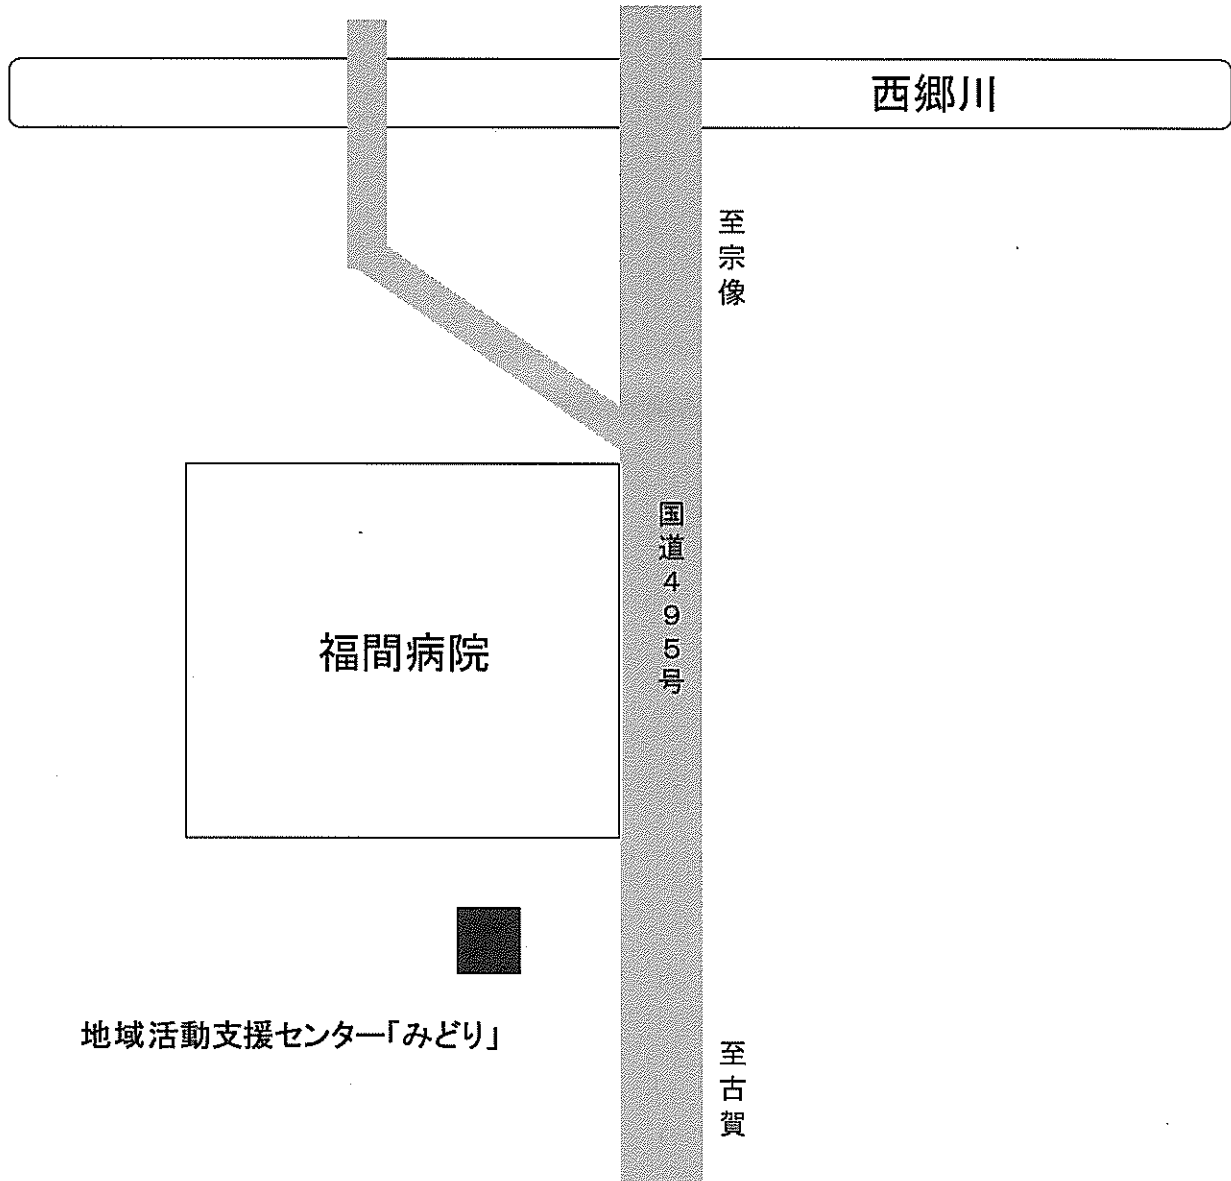 西郷川
至宗像
国道495号
福間病院
地域活動支援センター「みどり」
至古賀